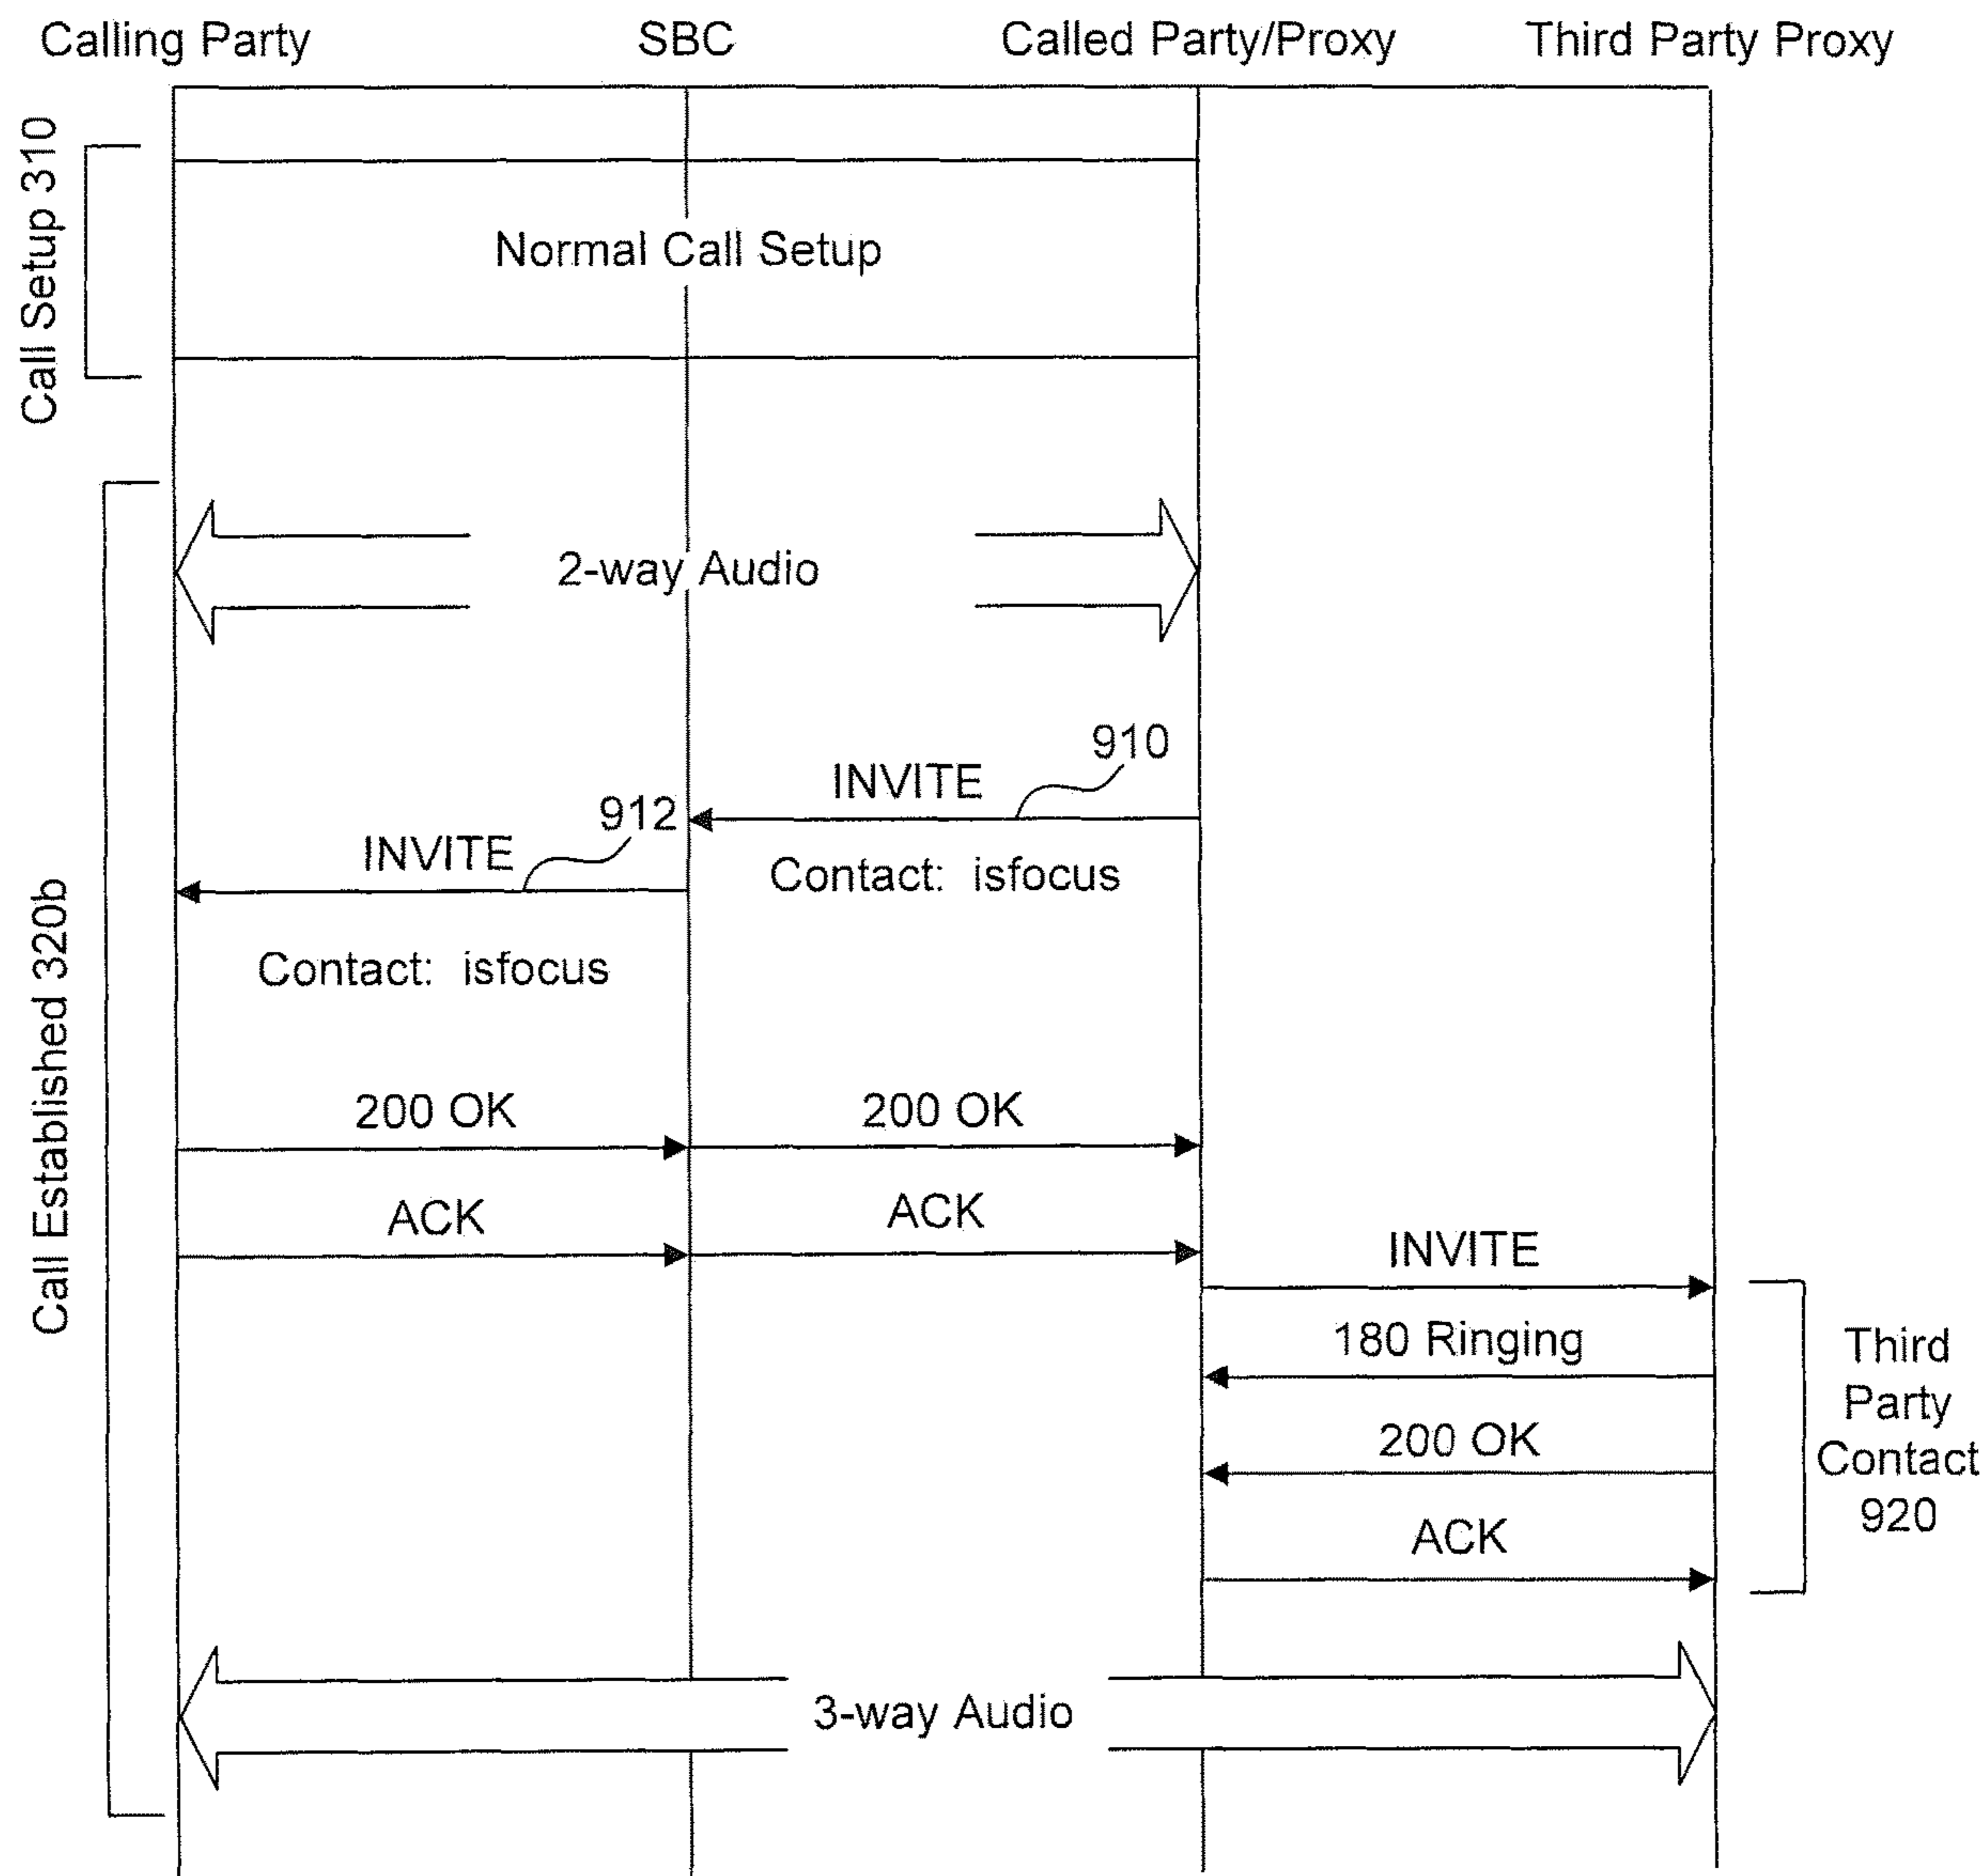 Calling Party
SBC
Called Party/Proxy
Third Party Proxy
Call Setup 310
Normal Call Setup
Call Established 320b
2-way Audio
910
INVITE
912
INVITE
Contact: isfocus
Contact: isfocus
200 OK
200 OK
ACK
ACK
INVITE
180 Ringing
200 OK
ACK
Third
Party
Contact
920
3-way Audio